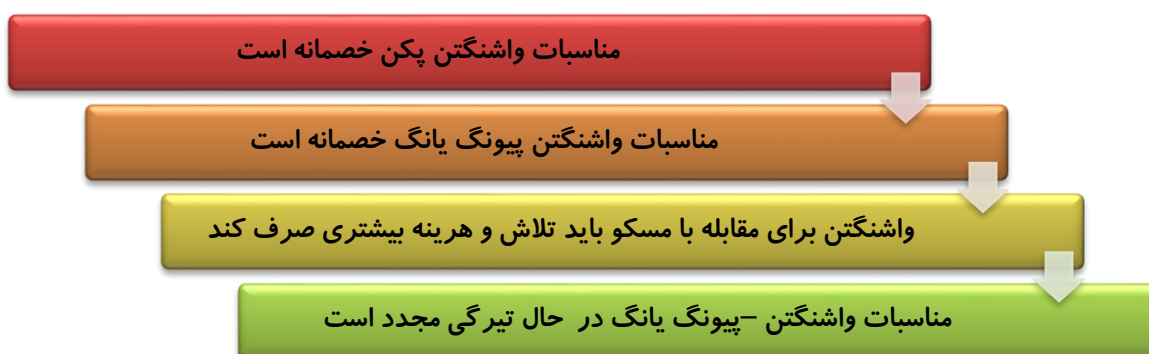 مناسبات واشنگتن پکن خصمانه است
مناسبات واشنگتن پیونگ یانگ خصمانه است
واشنگتن برای مقابله با مسکو باید تلاش و هرینه بیشتری صرف کند
مناسبات واشنگتن –پیونگ یانگ در حال تیرگی مجدد است